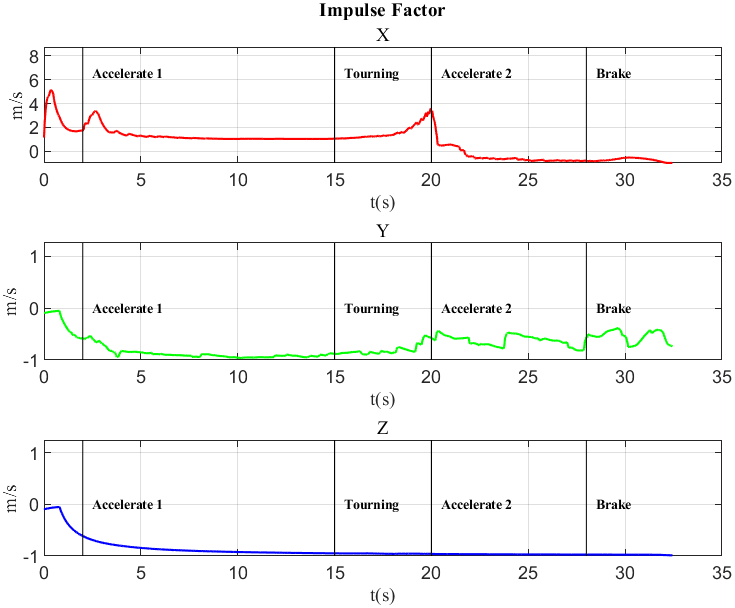 Impulse Factor
X
8
6
4
2
0
m/s
Accelerate 1
Tourning
Accelerate 2
Brake
0 5 10 15 20 25 30 35
t(s)
Y
1
0
-1
m/s
Accelerate 1
Tourning
Accelerate 2
Brake
0 5 10 15 20 25 30 35
t(s)
Z
1
0
-1
m/s
Accelerate 1
Tourning
Accelerate 2
Brake
0 5 10 15 20 25 30 35
t(s)